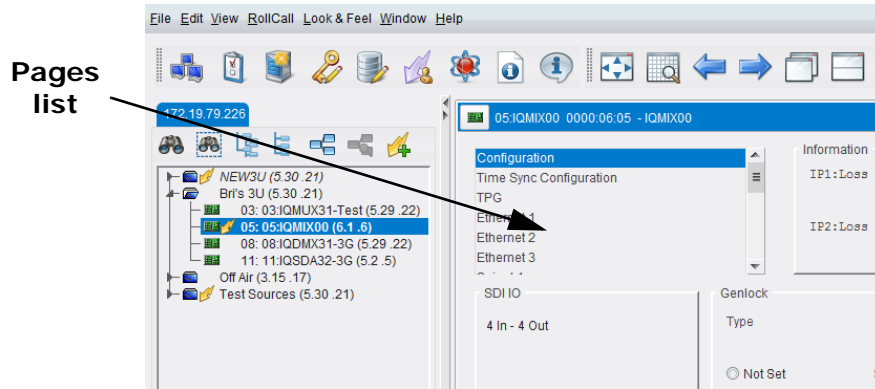 File Edit View RollCall Look & Feel Window Help
Pages
list
172.19.79.226
NEW3U (5.30 .21)
Bri's 3U (5.30 .21)
03: 03:IQMUX31-Test (5.29 .22)
05: 05:IQMIX00 (6.1 .6)
08: 08:IQDMX31-3G (5.29 .22)
11: 11:IQSDA32-3G (5.2 .5)
Off Air (3.15 .17)
Test Sources (5.30 .21)
05:IQMIX00 0000:06:05 - IQMIX00
Configuration
Time Sync Configuration
TPG
Ethernet 1
Ethernet 2
Ethernet 3
Information
IP1:Loss
IP2:Loss
SDI IO
4 In - 4 Out
Genlock
Type
Not Set